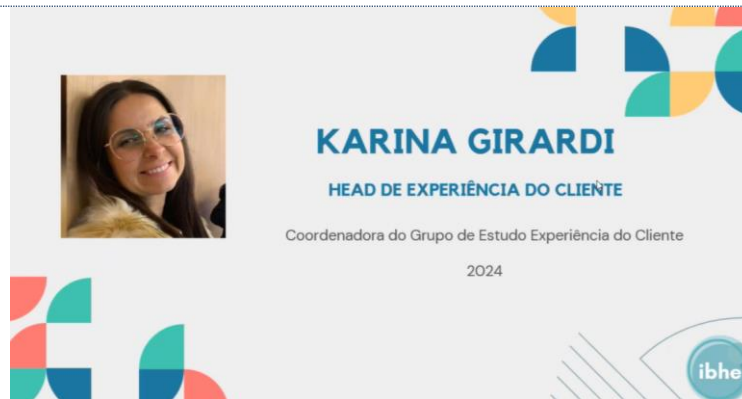 KARINA GIRARDI
HEAD DE EXPERIÊNCIA DO CLIENTE
Coordenadora do Grupo de Estudo Experiência do Cliente
2024
ibhe